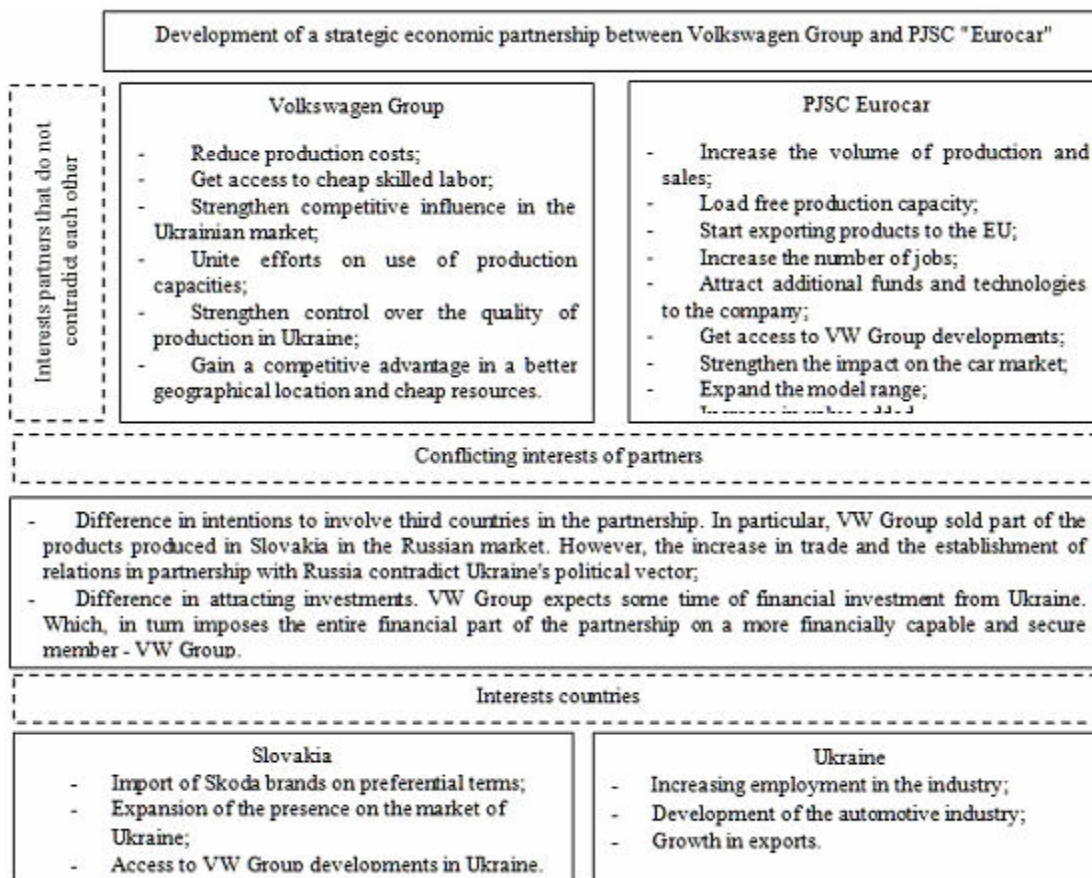 Development of a strategic economic partnership between Volkswagen Group and PJSC "Eurocar"
Interests partners that do not
contradict each other
Volkswagen Group
- Reduce production costs;
- Get access to cheap skilled labor;
- Strengthen competitive influence in the
Ukrainian market;
- Unite efforts on use of production
capacities;
- Strengthen control over the quality of
production in Ukraine;
- Gain a competitive advantage in a better
geographical location and cheap resources.
PJSC Eurocar
- Increase the volume of production and
sales;
- Load free production capacity;
- Start exporting products to the EU;
- Increase the number of jobs;
- Attract additional funds and technologies
to the company;
- Get access to VW Group developments;
- Strengthen the impact on the car market;
- Expand the model range;
- Increase in value added
Conflicting interests of partners
- Difference in intentions to involve third countries in the partnership. In particular, VW Group sold part of the
products produced in Slovakia in the Russian market. However, the increase in trade and the establishment of
relations in partnership with Russia contradict Ukraine's political vector;
- Difference in attracting investments. VW Group expects some time of financial investment from Ukraine.
Which, in turn imposes the entire financial part of the partnership on a more financially capable and secure
member - VW Group.
Interests countries
Slovakia
- Import of Skoda brands on preferential terms;
- Expansion of the presence on the market of
Ukraine;
- Access to VW Group developments in Ukraine.
Ukraine
- Increasing employment in the industry;
- Development of the automotive industry;
- Growth in exports.